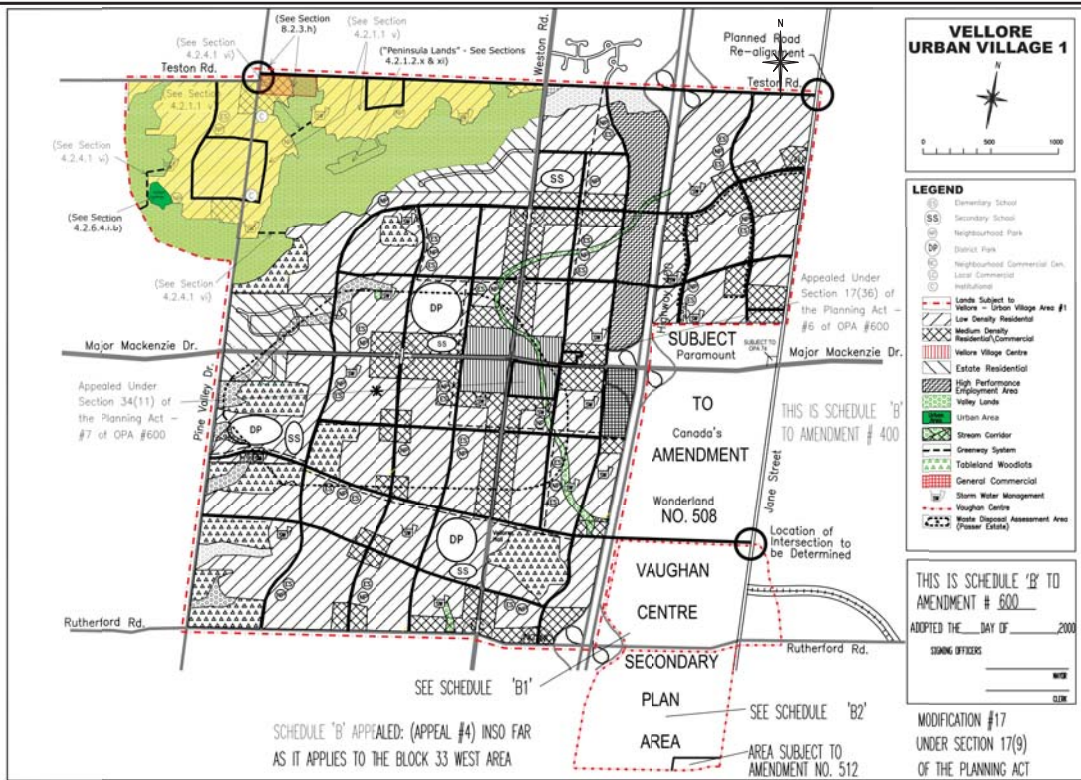 (See Section
8.2.3.h)
(See Section
4.2.1.1 v)
(See Section
4.2.4.1 vi)
("Peninsula Lands" - See Sections
4.2.1.2.x & xi)
Teston Rd.
Weston Rd.
N
Planned Road
Re-alignment
Teston Rd.
(See Section
4.2.1.1 v)
(See Section
4.2.4.1 vi)
(See Section
4.2.4.1 vi)
SS
Highway 400
Appealed Under
Section 17(36) of
the Planning Act -
#6 of OPA #600
DP
SS
SUBJECT
Paramount
SUBJECT TO
Major Mackenzie Dr.
Major Mackenzie Dr.
Pine Valley Dr.
Appealed Under
Section 34(11) of
the Planning Act -
#7 of OPA #600
TO
Canada's
AMENDMENT
THIS IS SCHEDULE 'B'
TO AMENDMENT # 400
DP
SS
Wonderland
NO. 508
Jane Street
Location of
Intersection to
be Determined
DP
SS
VAUGHAN
CENTRE
Rutherford Rd.
Rutherford Rd.
SECONDARY
PLAN
AREA
SEE SCHEDULE 'B1'
SEE SCHEDULE 'B2'
SCHEDULE 'B' APPEALED: (APPEAL #4) INSO FAR
AS IT APPLIES TO THE BLOCK 33 WEST AREA
AREA SUBJECT TO
AMENDMENT NO. 512
VELLORE
URBAN VILLAGE 1
N
0 500 1000
LEGEND
ES Elementary School
SS Secondary School
NP Neighbourhood Park
DP District Park
NC Neighbourhood Commercial Cen.
Local Commercial
Institutional
Lands Subject to
Vellore - Urban Village Area #1
Low Density Residential
Medium Density
Residential\Commercial
Vellore Village Centre
Estate Residential
High Performance
Employment Area
Valley Lands
Urban Area
Stream Corridor
Greenway System
Tableland Woodlots
General Commercial
Storm Water Management
Vaughan Centre
Waste Disposal Assessment Area
(Passer Estate)
THIS IS SCHEDULE 'B' TO
AMENDMENT # 600
ADOPTED THE DAY OF 2000
SIGNING OFFICERS
MAYOR
CLERK
MODIFICATION #17
UNDER SECTION 17(9)
OF THE PLANNING ACT